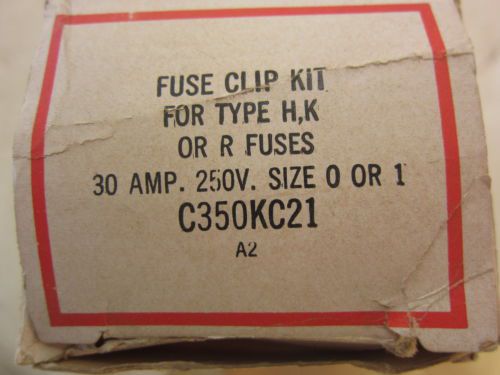 FUSE CLIP KIT
FOR TYPE H,K
OR R FUSES
30 AMP. 250V. SIZE 0 OR 1
C350KC21
A2